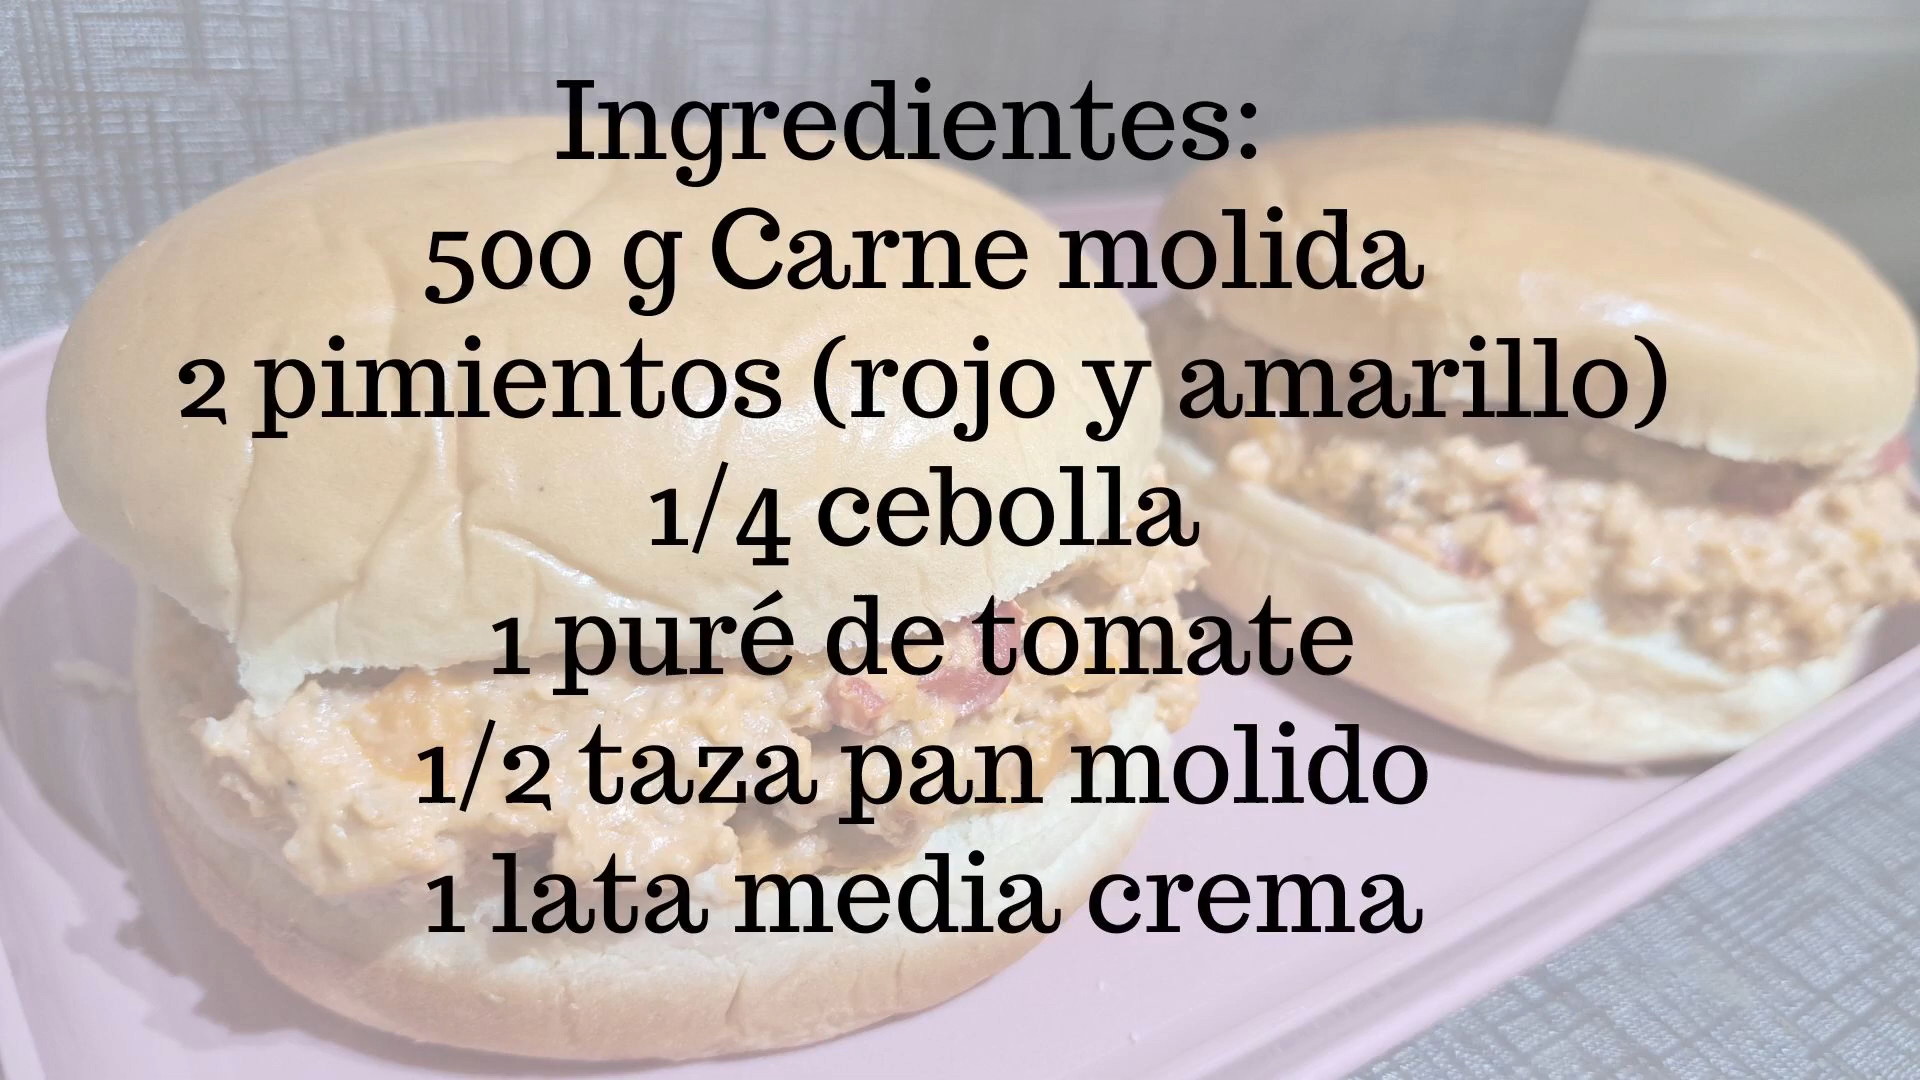 Ingredientes:
500 g Carne molida
2 pimientos (rojo y amarillo)
1/4 cebolla
1 puré de tomate
1/2 taza pan molido
1 lata media crema